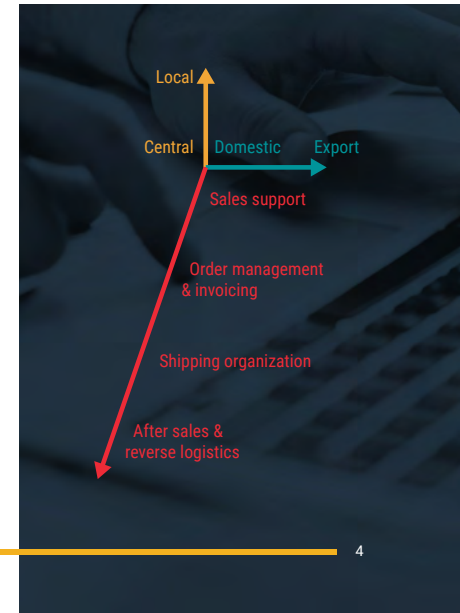 Local
Central
Domestic
Export
Sales support
Order management
& invoicing
Shipping organization
After sales &
reverse logistics
4